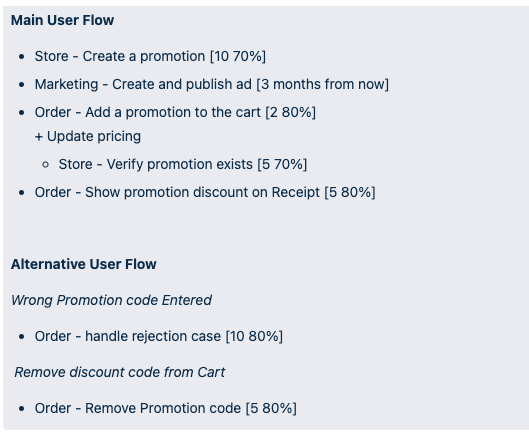 Main User Flow
• Store - Create a promotion [10 70%]
• Marketing - Create and publish ad [3 months from now]
• Order - Add a promotion to the cart [2 80%]
+ Update pricing
◦ Store - Verify promotion exists [5 70%]
• Order - Show promotion discount on Receipt [5 80%]
Alternative User Flow
Wrong Promotion code Entered
• Order - handle rejection case [10 80%]
Remove discount code from Cart
• Order - Remove Promotion code [5 80%]